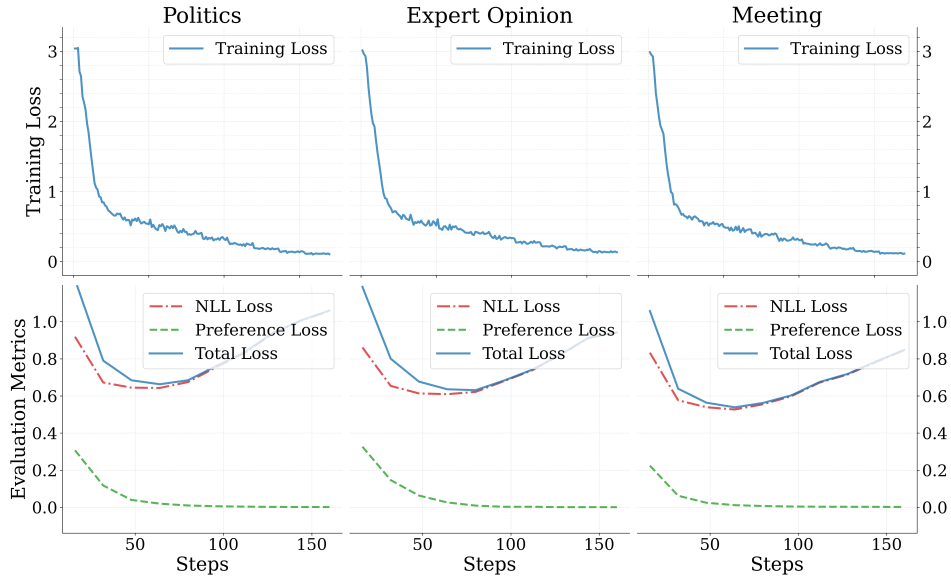 Politics
Expert Opinion
Meeting
Training Loss
Training Loss
Training Loss
Training Loss
3
2
1
0
3
2
1
0
Evaluation Metrics
NLL Loss
Preference Loss
Total Loss
NLL Loss
Preference Loss
Total Loss
NLL Loss
Preference Loss
Total Loss
1.0
0.8
0.6
0.4
0.2
0.0
1.0
0.8
0.6
0.4
0.2
0.0
50 100 150
50 100 150
50 100 150
Steps
Steps
Steps